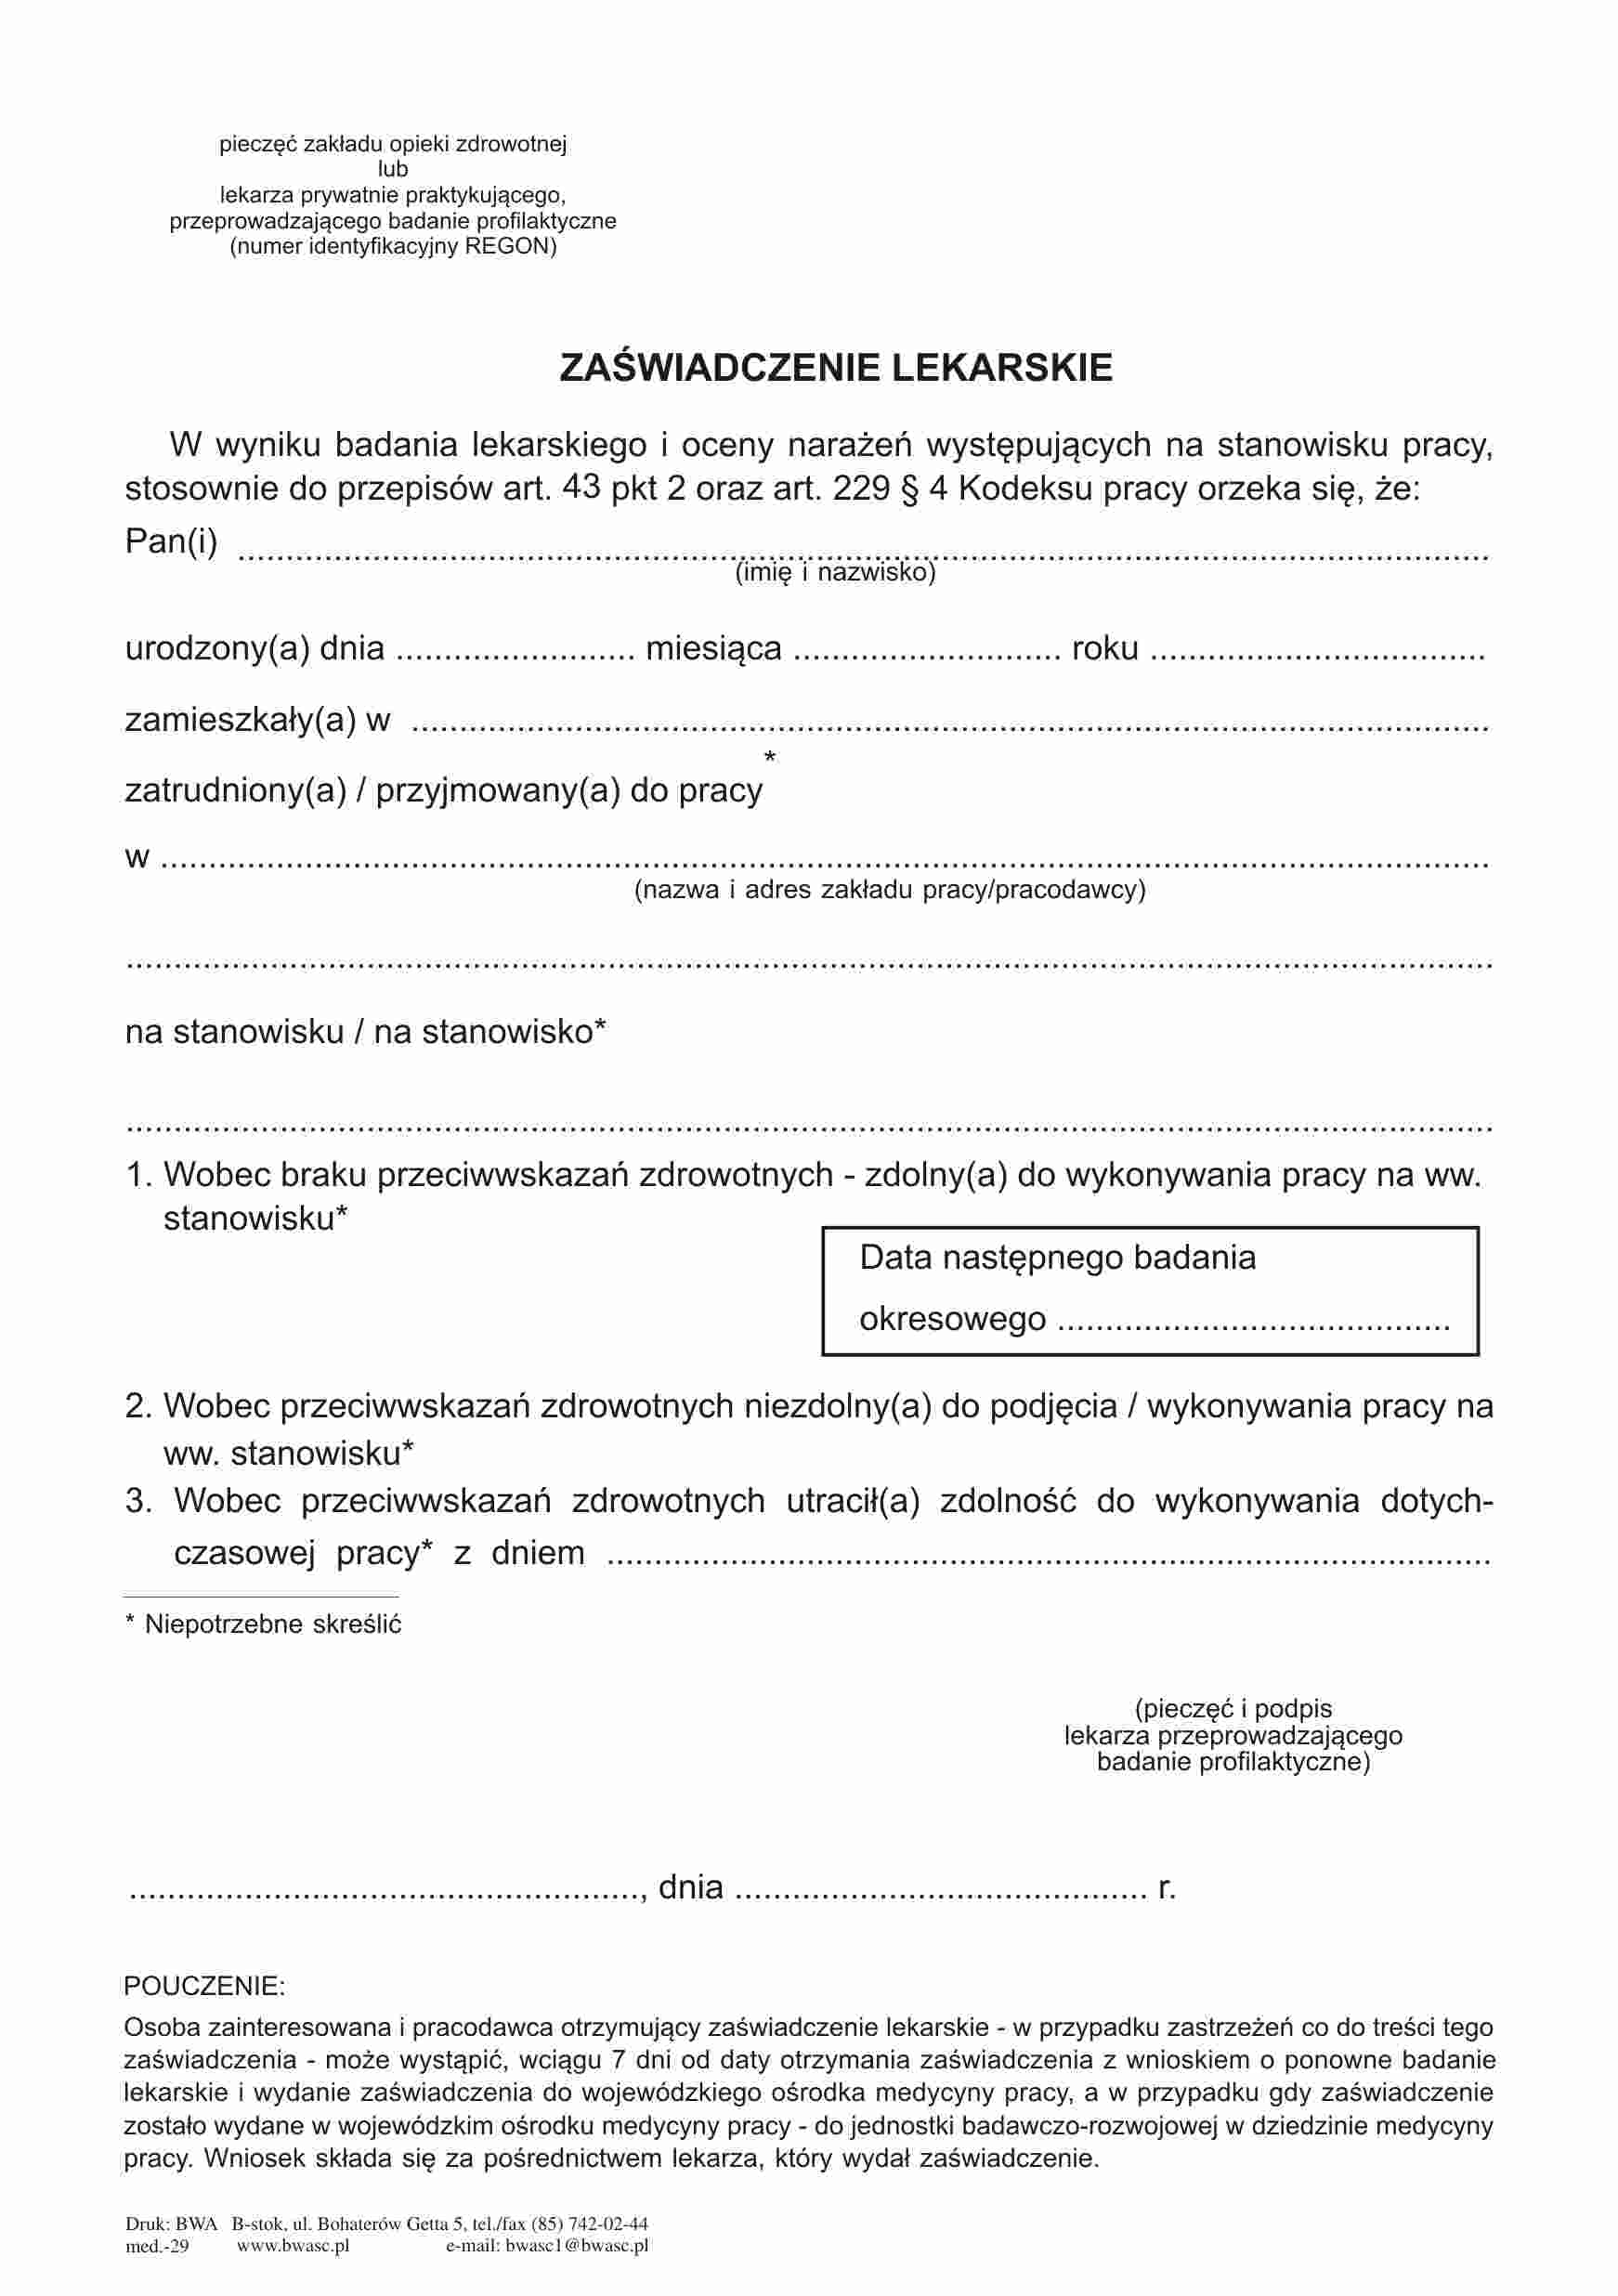 pieczęć zakładu opieki zdrowotnej
lub
lekarza prywatnie praktykującego,
przeprowadzającego badanie profilaktyczne
(numer identyfikacyjny REGON)
ZAŚWIADCZENIE LEKARSKIE
W wyniku badania lekarskiego i oceny narażeń występujących na stanowisku pracy,
stosownie do przepisów art. 43 pkt 2 oraz art. 229 § 4 Kodeksu pracy orzeka się, że:
Pan(i) ....................................................................................................................................
(imię i nazwisko)
urodzony(a) dnia ......................... miesiąca ............................ roku ...................................
zamieszkały(a) w ................................................................................................................
zatrudniony(a) / przyjmowany(a) do pracy*
w ..........................................................................................................................................
(nazwa i adres zakładu pracy/pracodawcy)
..............................................................................................................................................
na stanowisku / na stanowisko*
..............................................................................................................................................
1. Wobec braku przeciwwskazań zdrowotnych - zdolny(a) do wykonywania pracy na ww.
stanowisku*
Data następnego badania
okresowego .........................................
2. Wobec przeciwwskazań zdrowotnych niezdolny(a) do podjęcia / wykonywania pracy na
ww. stanowisku*
3. Wobec przeciwwskazań zdrowotnych utracił(a) zdolność do wykonywania dotych-
czasowej pracy* z dniem ............................................................................................
* Niepotrzebne skreślić
(pieczęć i podpis
lekarza przeprowadzającego
badanie profilaktyczne)
....................................................., dnia ........................................... r.
POUCZENIE:
Osoba zainteresowana i pracodawca otrzymujący zaświadczenie lekarskie - w przypadku zastrzeżeń co do treści tego
zaświadczenia - może wystąpić, wciągu 7 dni od daty otrzymania zaświadczenia z wnioskiem o ponowne badanie
lekarskie i wydanie zaświadczenia do wojewódzkiego ośrodka medycyny pracy, a w przypadku gdy zaświadczenie
zostało wydane w wojewódzkim ośrodku medycyny pracy - do jednostki badawczo-rozwojowej w dziedzinie medycyny
pracy. Wniosek składa się za pośrednictwem lekarza, który wydał zaświadczenie.
Druk: BWA B-stok, ul. Bohaterów Getta 5, tel./fax (85) 742-02-44
med.-29 www.bwasc.pl e-mail: bwasc1@bwasc.pl